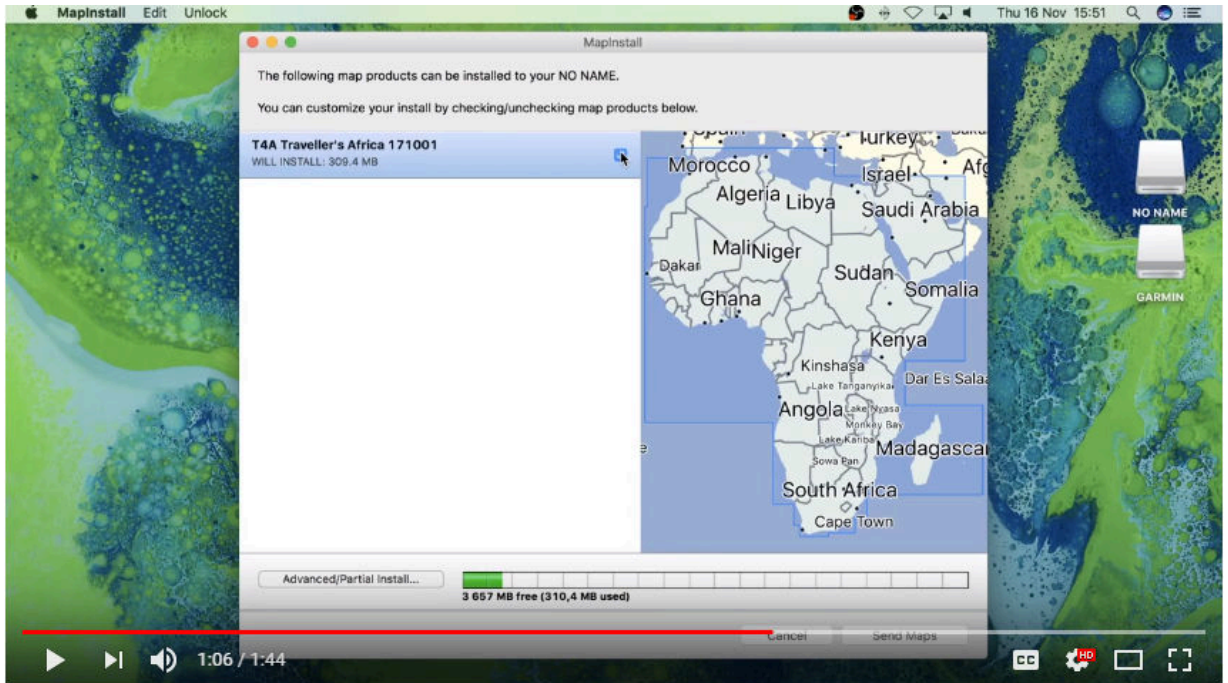 MapInstall Edit Unlock Thu 16 Nov 15:51
MapInstall
The following map products can be installed to your NO NAME.
You can customize your install by checking/unchecking map products below.
T4A Traveller's Africa 171001
WILL INSTALL: 309.4 MB
Spain
Turkey
Morocco
Israel
Afg
Algeria
Libya
Saudi Arabia
Mali
Niger
Dakar
Sudan
Ghana
Somalia
Kenya
Kinshasa
Lake Tanganyika
Dar Es Salaa
Angola
Lake Nyasa
Monkey Bay
Lake Kariba
Madagascar
Sowa Pan
South Africa
Cape Town
NO NAME
GARMIN
Advanced/Partial Install...
3 657 MB free (310,4 MB used)
Cancel Send Maps
1:06 / 1:44
CC HD